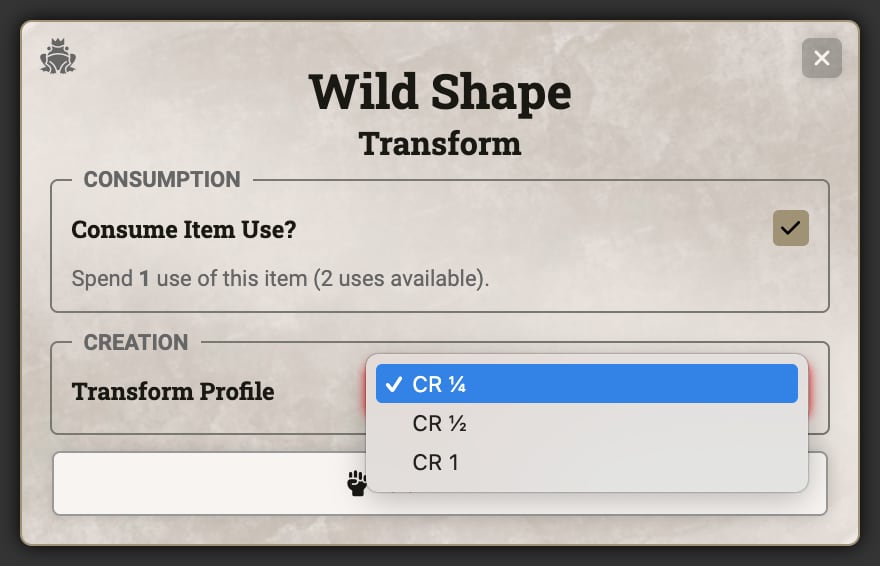 Wild Shape
Transform
CONSUMPTION
Consume Item Use?
Spend 1 use of this item (2 uses available).
CREATION
Transform Profile
CR ¼
CR ½
CR 1